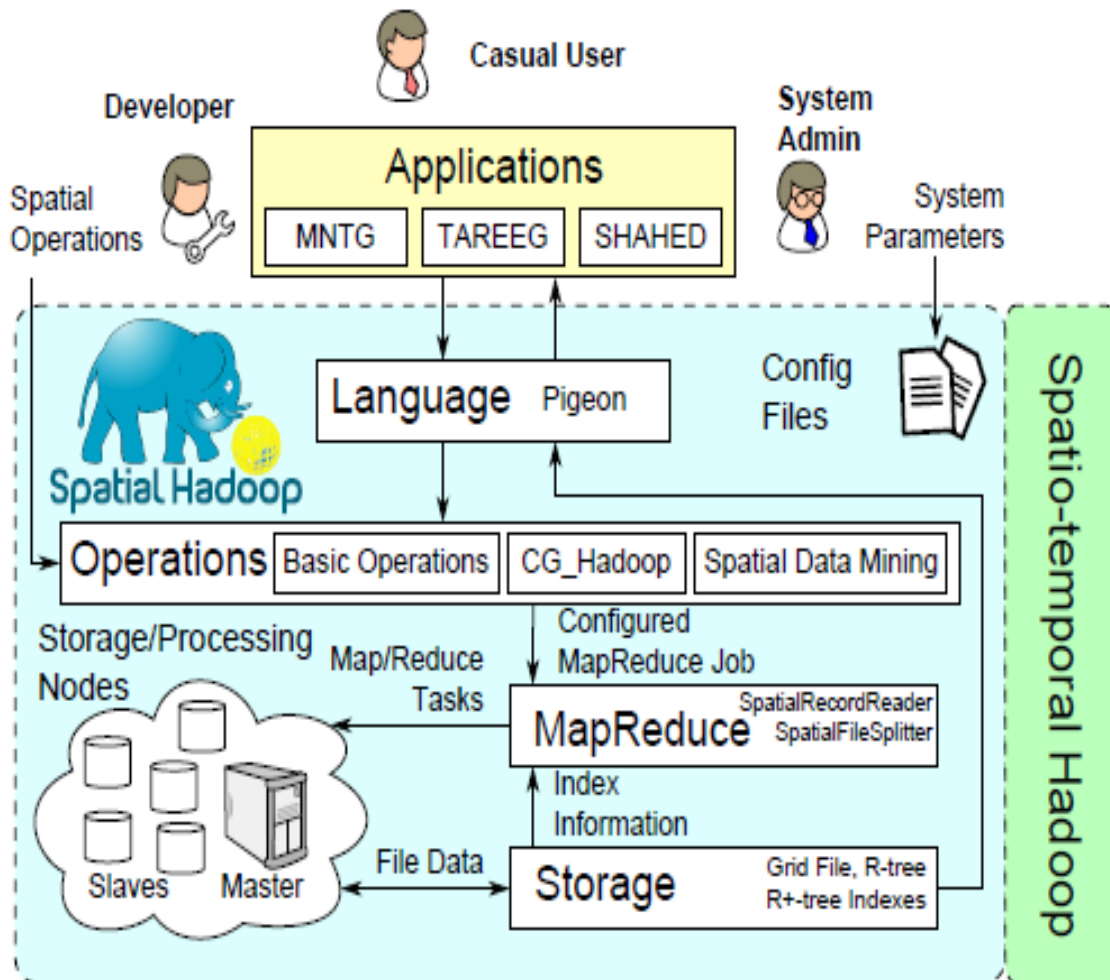 Casual User
Developer
System
Admin
Applications
MNTG
TAREEG
SHAHED
Spatial
Operations
System
Parameters
Language
Pigeon
Config
Files
Spatial Hadoop
Operations
Basic Operations
CG_Hadoop
Spatial Data Mining
Storage/Processing
Nodes
Map/Reduce
Tasks
Configured
MapReduce Job
MapReduce
SpatialRecordReader
SpatialFileSplitter
Index
Information
File Data
Slaves
Master
Storage
Grid File, R-tree
R+-tree Indexes
Spatio-temporal Hadoop